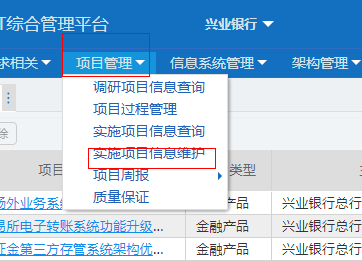 T综合管理平台 兴业银行
求相关 项目管理 信息系统管理 架构管理
调研项目信息查询
项目过程管理
除 实施项目信息查询
实施项目信息维护
项目 类型
项目周报
质量保证
场外业务系 金融产品 兴业银行总行
易所电子转账系统功能升级... 金融产品 兴业银行总行
证金第三方存管系统架构优... 金融产品 兴业银行总行